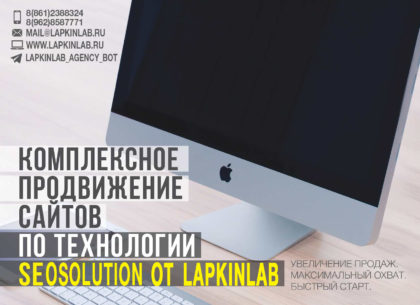 8(861)2388324
8(962)8587771
MAIL@LAPKINLAB.RU
WWW.LAPKINLAB.RU
LAPKINLAB_AGENCY_BOT
КОМПЛЕКСНОЕ
ПРОДВИЖЕНИЕ
САЙТОВ
ПО ТЕХНОЛОГИИ
SEOSOLUTION ОТ LAPKINLAB
УВЕЛИЧЕНИЕ ПРОДАЖ.
МАКСИМАЛЬНЫЙ ОХВАТ.
БЫСТРЫЙ СТАРТ.